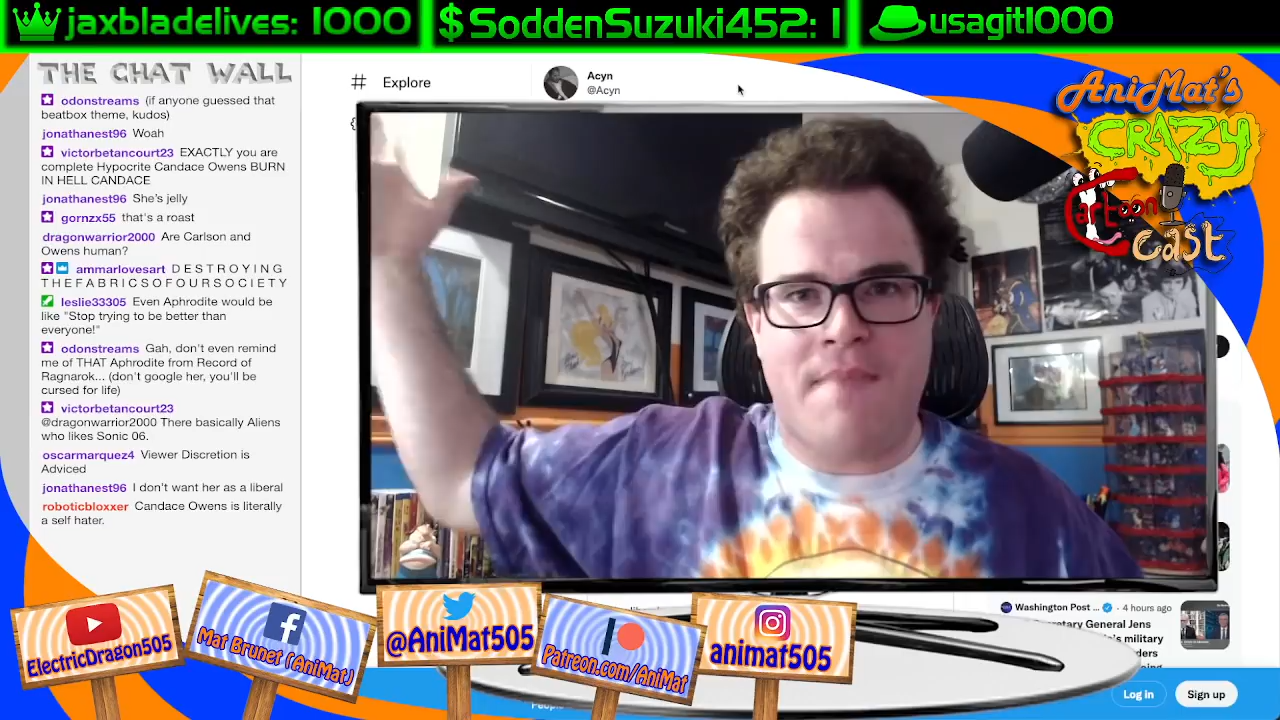 jaxbladelives: 1000
$SoddenSuzuki452: 1
usagit1000
THE CHAT WALL
odonstreams (if anyone guessed that
beatbox theme, kudos)
jonathanest96 Woah
victorbetancourt23 EXACTLY you are
complete Hypocrite Candace Owens BURN
IN HELL CANDACE
jonathanest96 She's jelly
gornzx55 that's a roast
dragonwarrior2000 Are Carlson and
Owens human?
ammarlovesart D E S T R O Y I N G
T H E F A B R I C S O F O U R S O C I E T Y
leslie33305 Even Aphrodite would be
like "Stop trying to be better than
everyone!"
odonstreams Gah, don't even remind
me of THAT Aphrodite from Record of
Ragnarok... (don't google her, you'll be
cursed for life)
victorbetancourt23
@dragonwarrior2000 There basically Aliens
who likes Sonic 06.
oscarmarquez4 Viewer Discretion is
Adviced
jonathanest96 I don't want her as a liberal
roboticbloxxer Candace Owens is literally
a self hater.
# Explore
Acyn
@Acyn
AniMat's
CRAZY
Cartoon
Cast
Washington Post ... 4 hours ago
retary General Jens
military
ders
ElectricDragon505
Mat Brunet (AniMat)
@AniMat505
Patreon.com/AniMat
animat505
Log in
Sign up